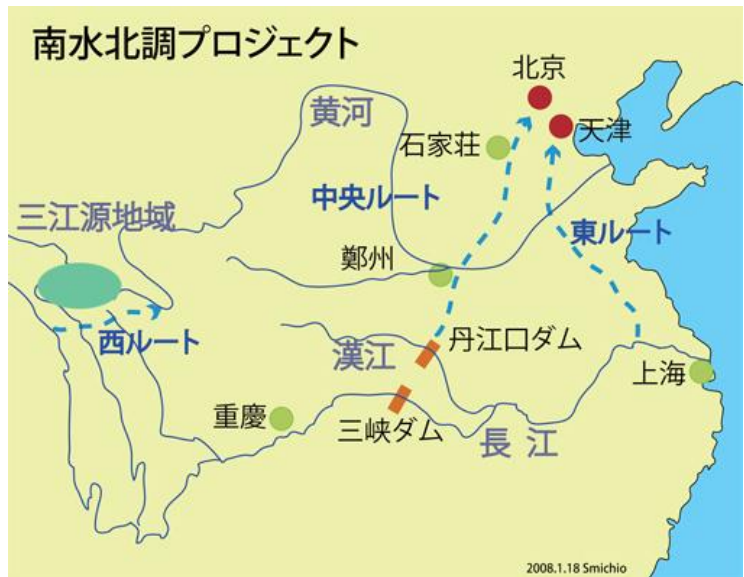 南水北調プロジェクト
北京
黄河
天津
石家荘
中央ルート
三江源地域
東ルート
鄭州
西ルート
漢江
丹江口ダム
上海
重慶
三峡ダム
長江
2008.1.18 Smichio